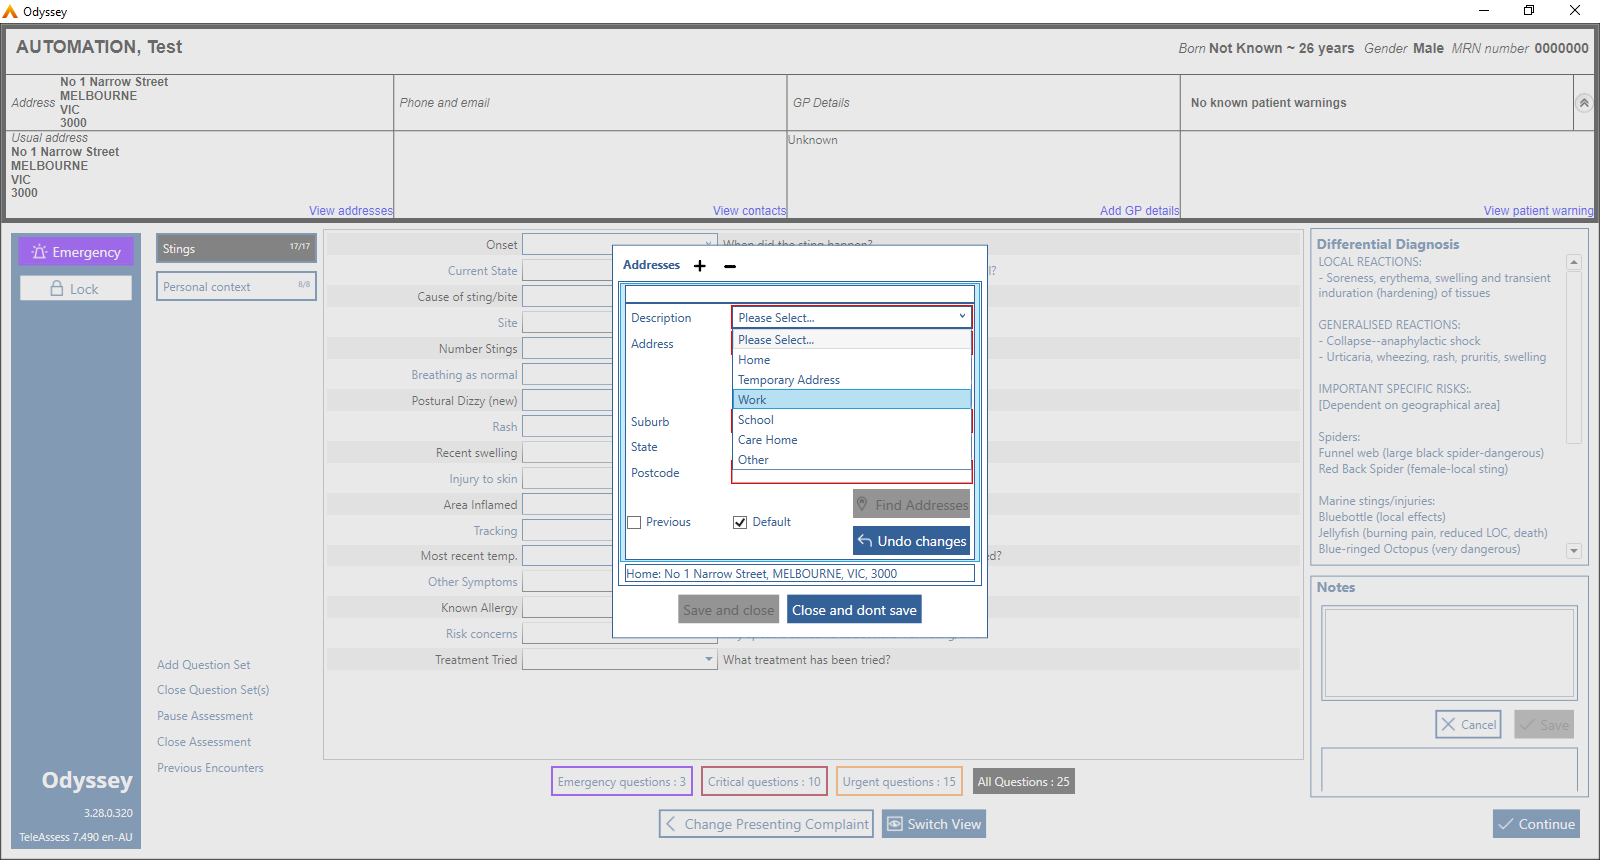 Odyssey
AUTOMATION, Test
Born Not Known ~ 26 years Gender Male MRN number 0000000
Address
No 1 Narrow Street
MELBOURNE
VIC
3000
Phone and email
GP Details
No known patient warnings
Usual address
No 1 Narrow Street
MELBOURNE
VIC
3000
Unknown
View addresses
View contacts
Add GP details
View patient warning
Emergency
Lock
Stings 17/17
Personal context 8/8
Onset
When did the sting happen?
Current State
l?
Cause of sting/bite
Site
Number Stings
Breathing as normal
Postural Dizzy (new)
Rash
Recent swelling
Injury to skin
Area Inflamed
Tracking
Most recent temp.
ed?
Other Symptoms
Known Allergy
Risk concerns
Treatment Tried
What treatment has been tried?
Addresses
Description
Please Select...
Please Select...
Home
Temporary Address
Work
School
Care Home
Other
Address
Suburb
State
Postcode
Find Addresses
Previous
Default
Undo changes
Home: No 1 Narrow Street, MELBOURNE, VIC, 3000
Save and close
Close and dont save
Differential Diagnosis
LOCAL REACTIONS:
- Soreness, erythema, swelling and transient
induration (hardening) of tissues
GENERALISED REACTIONS:
- Collapse--anaphylactic shock
- Urticaria, wheezing, rash, pruritis, swelling
IMPORTANT SPECIFIC RISKS:.
[Dependent on geographical area]
Spiders:
Funnel web (large black spider-dangerous)
Red Back Spider (female-local sting)
Marine stings/injuries:
Bluebottle (local effects)
Jellyfish (burning pain, reduced LOC, death)
Blue-ringed Octopus (very dangerous)
Notes
Cancel
Save
Add Question Set
Close Question Set(s)
Pause Assessment
Close Assessment
Previous Encounters
Odyssey
3.28.0.320
TeleAssess 7.490 en-AU
Emergency questions : 3
Critical questions : 10
Urgent questions : 15
All Questions : 25
Change Presenting Complaint
Switch View
Continue